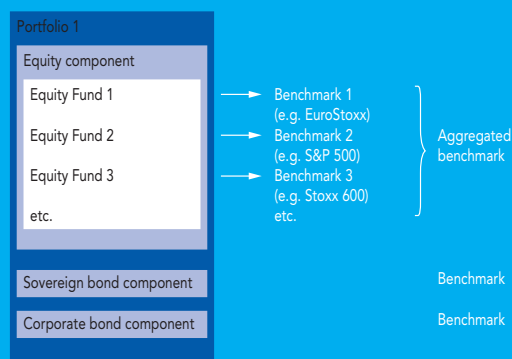 Portfolio 1
Equity component
Equity Fund 1
Benchmark 1
(e.g. EuroStoxx)
Equity Fund 2
Benchmark 2
(e.g. S&P 500)
Equity Fund 3
Benchmark 3
(e.g. Stoxx 600)
etc.
etc.
Aggregated
benchmark
Sovereign bond component
Benchmark
Corporate bond component
Benchmark